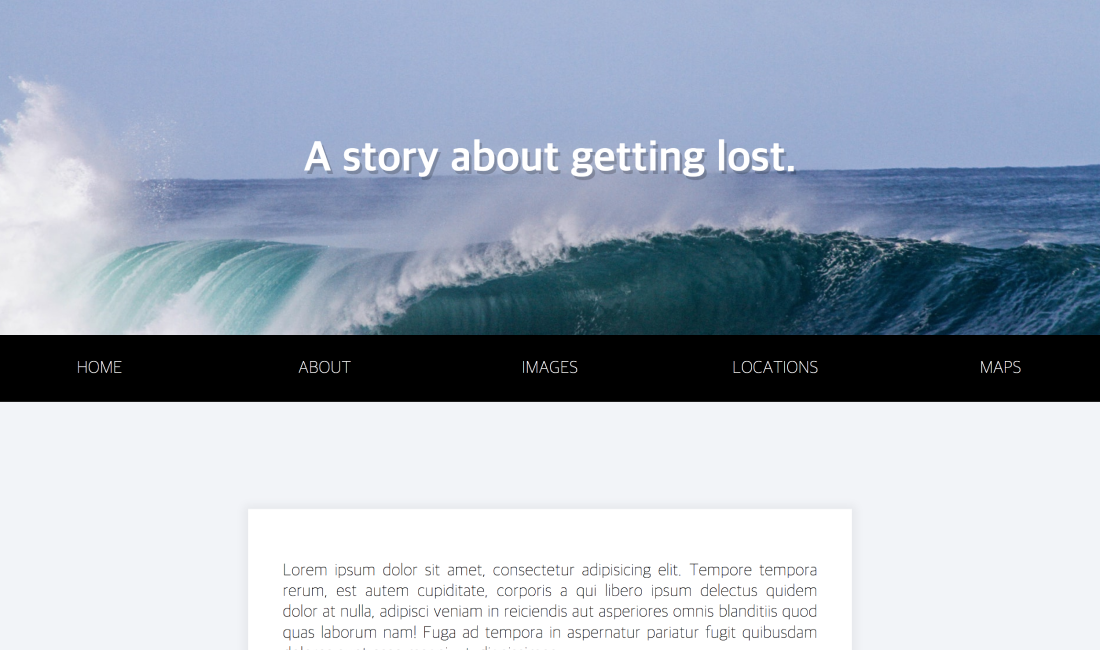 A story about getting lost.
HOME ABOUT IMAGES LOCATIONS MAPS
Lorem ipsum dolor sit amet, consectetur adipisicing elit. Tempore tempora
rerum, est autem cupiditate, corporis a qui libero ipsum delectus quidem
dolor at nulla, adipisci veniam in reiciendis aut asperiores omnis blanditiis quod
quas laborum nam! Fuga ad tempora in aspernatur pariatur fugit quibusdam